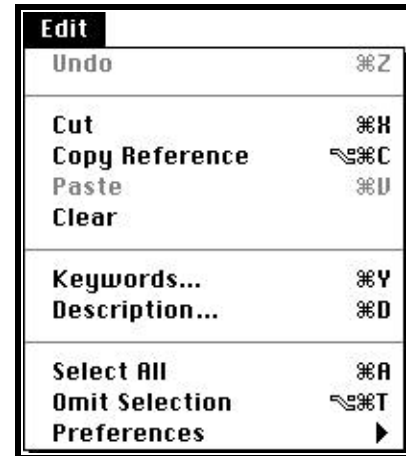 Edit
Undo ⌘Z
Cut ⌘X
Copy Reference ⌥⌘C
Paste ⌘V
Clear
Keywords... ⌘Y
Description... ⌘D
Select All ⌘A
Omit Selection ⌥⌘T
Preferences ▶